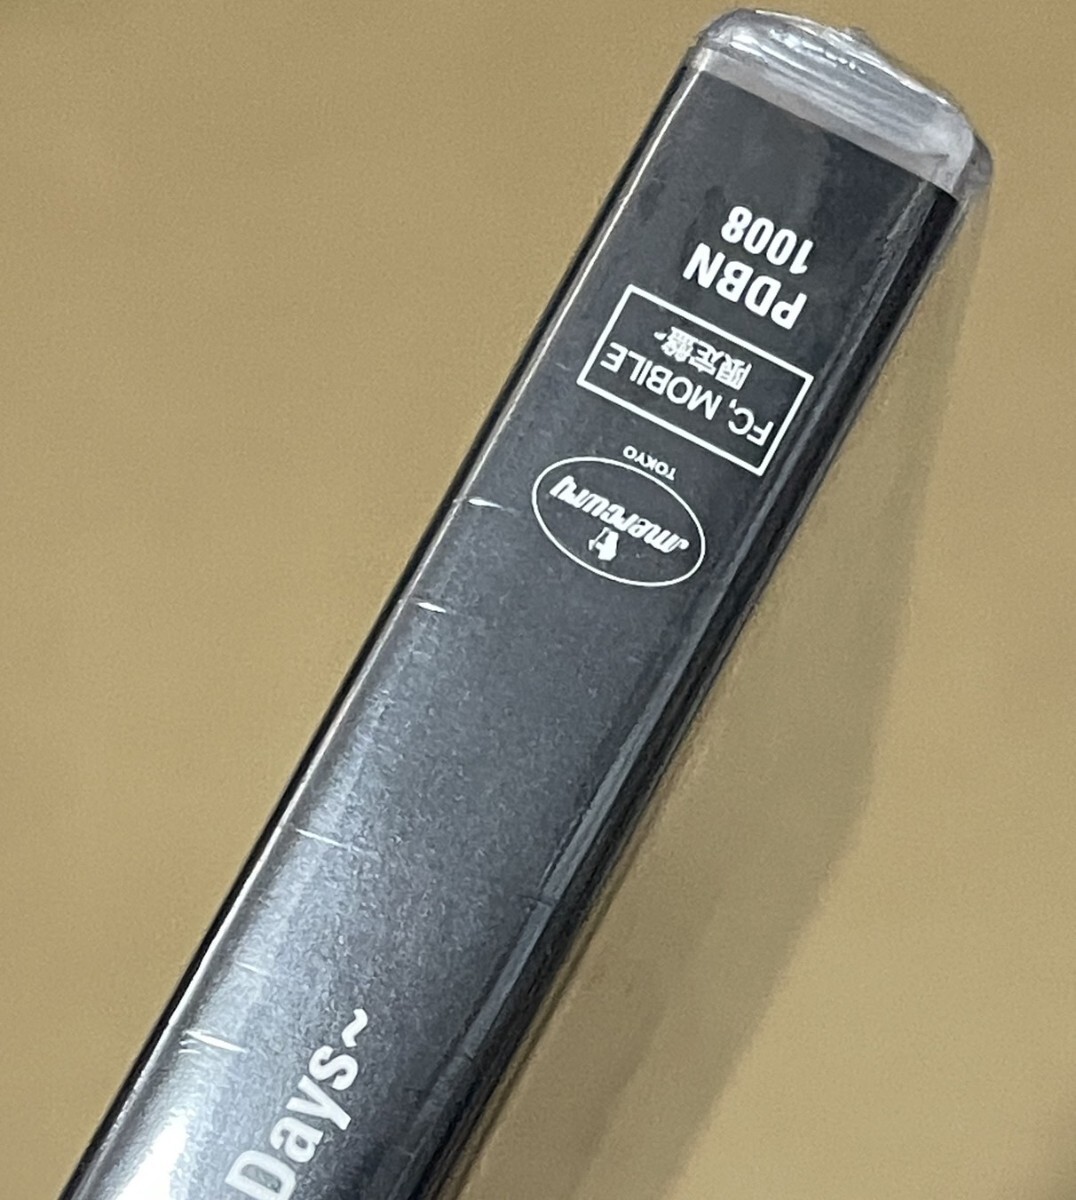 Days~
mercury
TOKYO
FC, MOBILE
限定盤
PDBN
1008